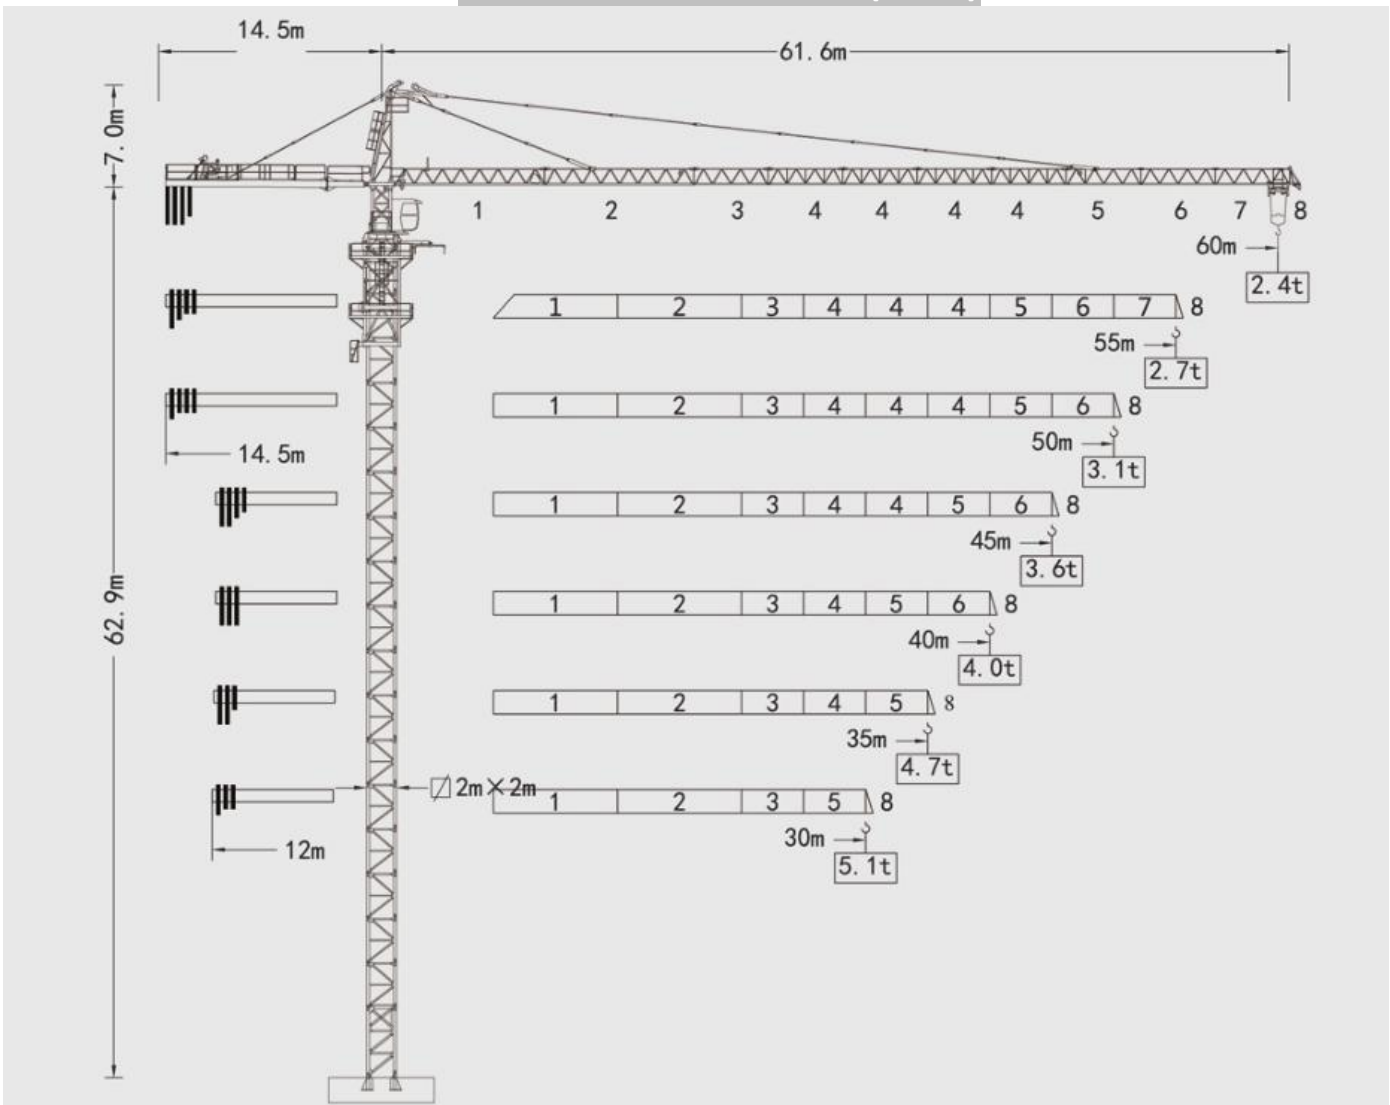 14.5m
61.6m
7.0m
1 2 3 4 4 4 4 5 6 7 8
60m
2.4t
1 2 3 4 4 4 5 6 7 8
55m
2.7t
1 2 3 4 4 4 5 6 8
50m
3.1t
14.5m
1 2 3 4 4 5 6 8
45m
3.6t
62.9m
1 2 3 4 5 6 8
40m
4.0t
1 2 3 4 5 8
35m
4.7t
2m×2m
1 2 3 5 8
30m
5.1t
12m